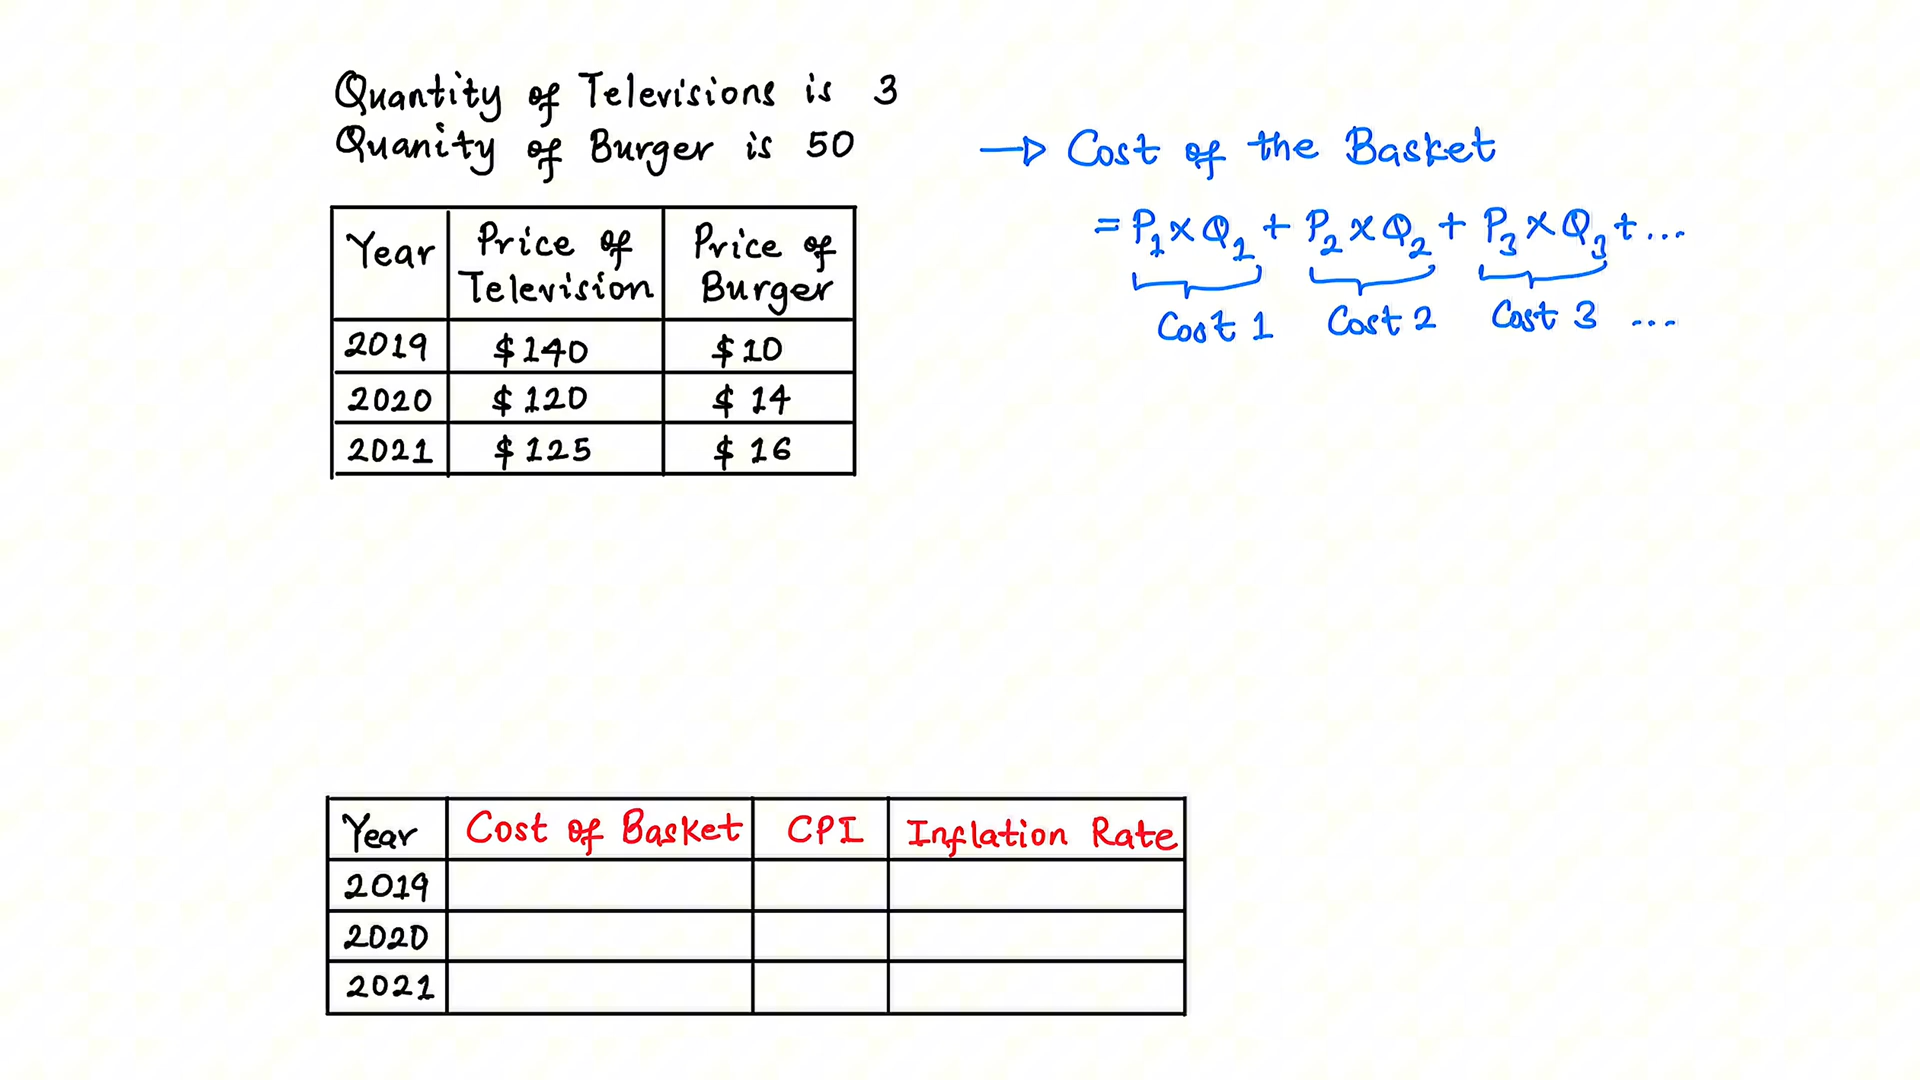 Quantity of Televisions is 3
Quanity of Burger is 50
→ Cost of the Basket
= P₁ × Q₁ + P₂ × Q₂ + P₃ × Q₃ + ...
Cost 1 Cost 2 Cost 3 ...
Year Price of Television Price of Burger
2019 $140 $10
2020 $120 $14
2021 $125 $16
Year Cost of Basket CPI Inflation Rate
2019
2020
2021